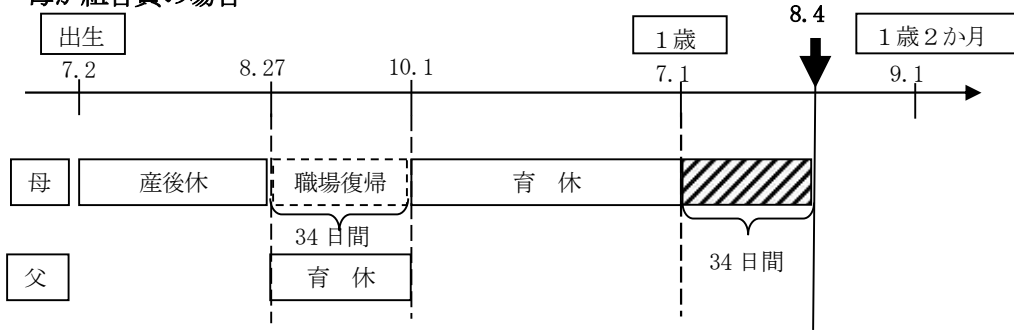 母が組合員の場合
8.4
出生
1歳
1歳2か月
7.2
8.27
10.1
7.1
9.1
母
産後休
職場復帰
育 休
34日間
34日間
父
育 休